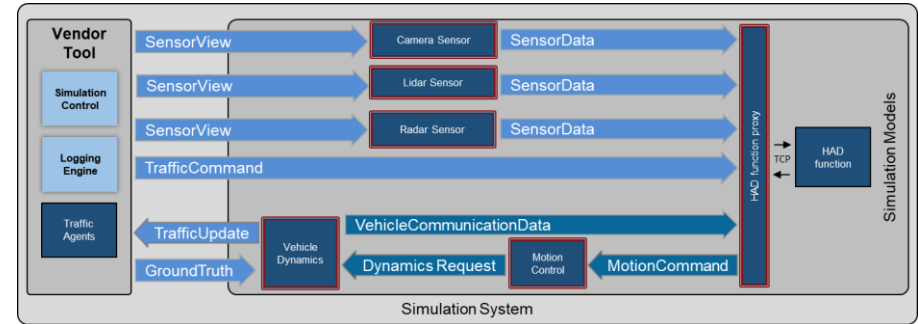 Vendor
Tool
Simulation
Control
Logging
Engine
Traffic
Agents
SensorView
Camera Sensor
SensorData
SensorView
Lidar Sensor
SensorData
SensorView
Radar Sensor
SensorData
TrafficCommand
TrafficUpdate
GroundTruth
Vehicle
Dynamics
VehicleCommunicationData
Dynamics Request
Motion
Control
MotionCommand
HAD function proxy
TCP
HAD
function
Simulation Models
Simulation System